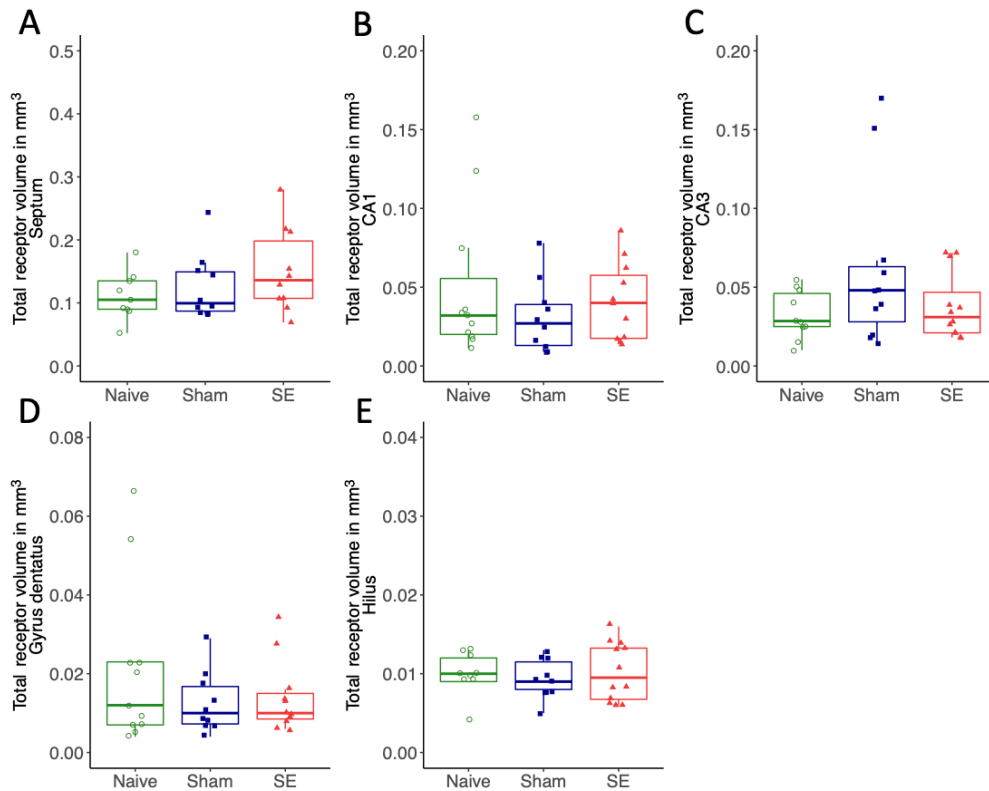 A
Total receptor volume in mm³
Septum
0.5
0.4
0.3
0.2
0.1
0.0
Naive Sham SE
B
Total receptor volume in mm³
CA1
0.20
0.15
0.10
0.05
0.00
Naive Sham SE
C
Total receptor volume in mm³
CA3
0.20
0.15
0.10
0.05
0.00
Naive Sham SE
D
Total receptor volume in mm³
Gyrus dentatus
0.08
0.06
0.04
0.02
0.00
Naive Sham SE
E
Total receptor volume in mm³
Hilus
0.04
0.03
0.02
0.01
0.00
Naive Sham SE